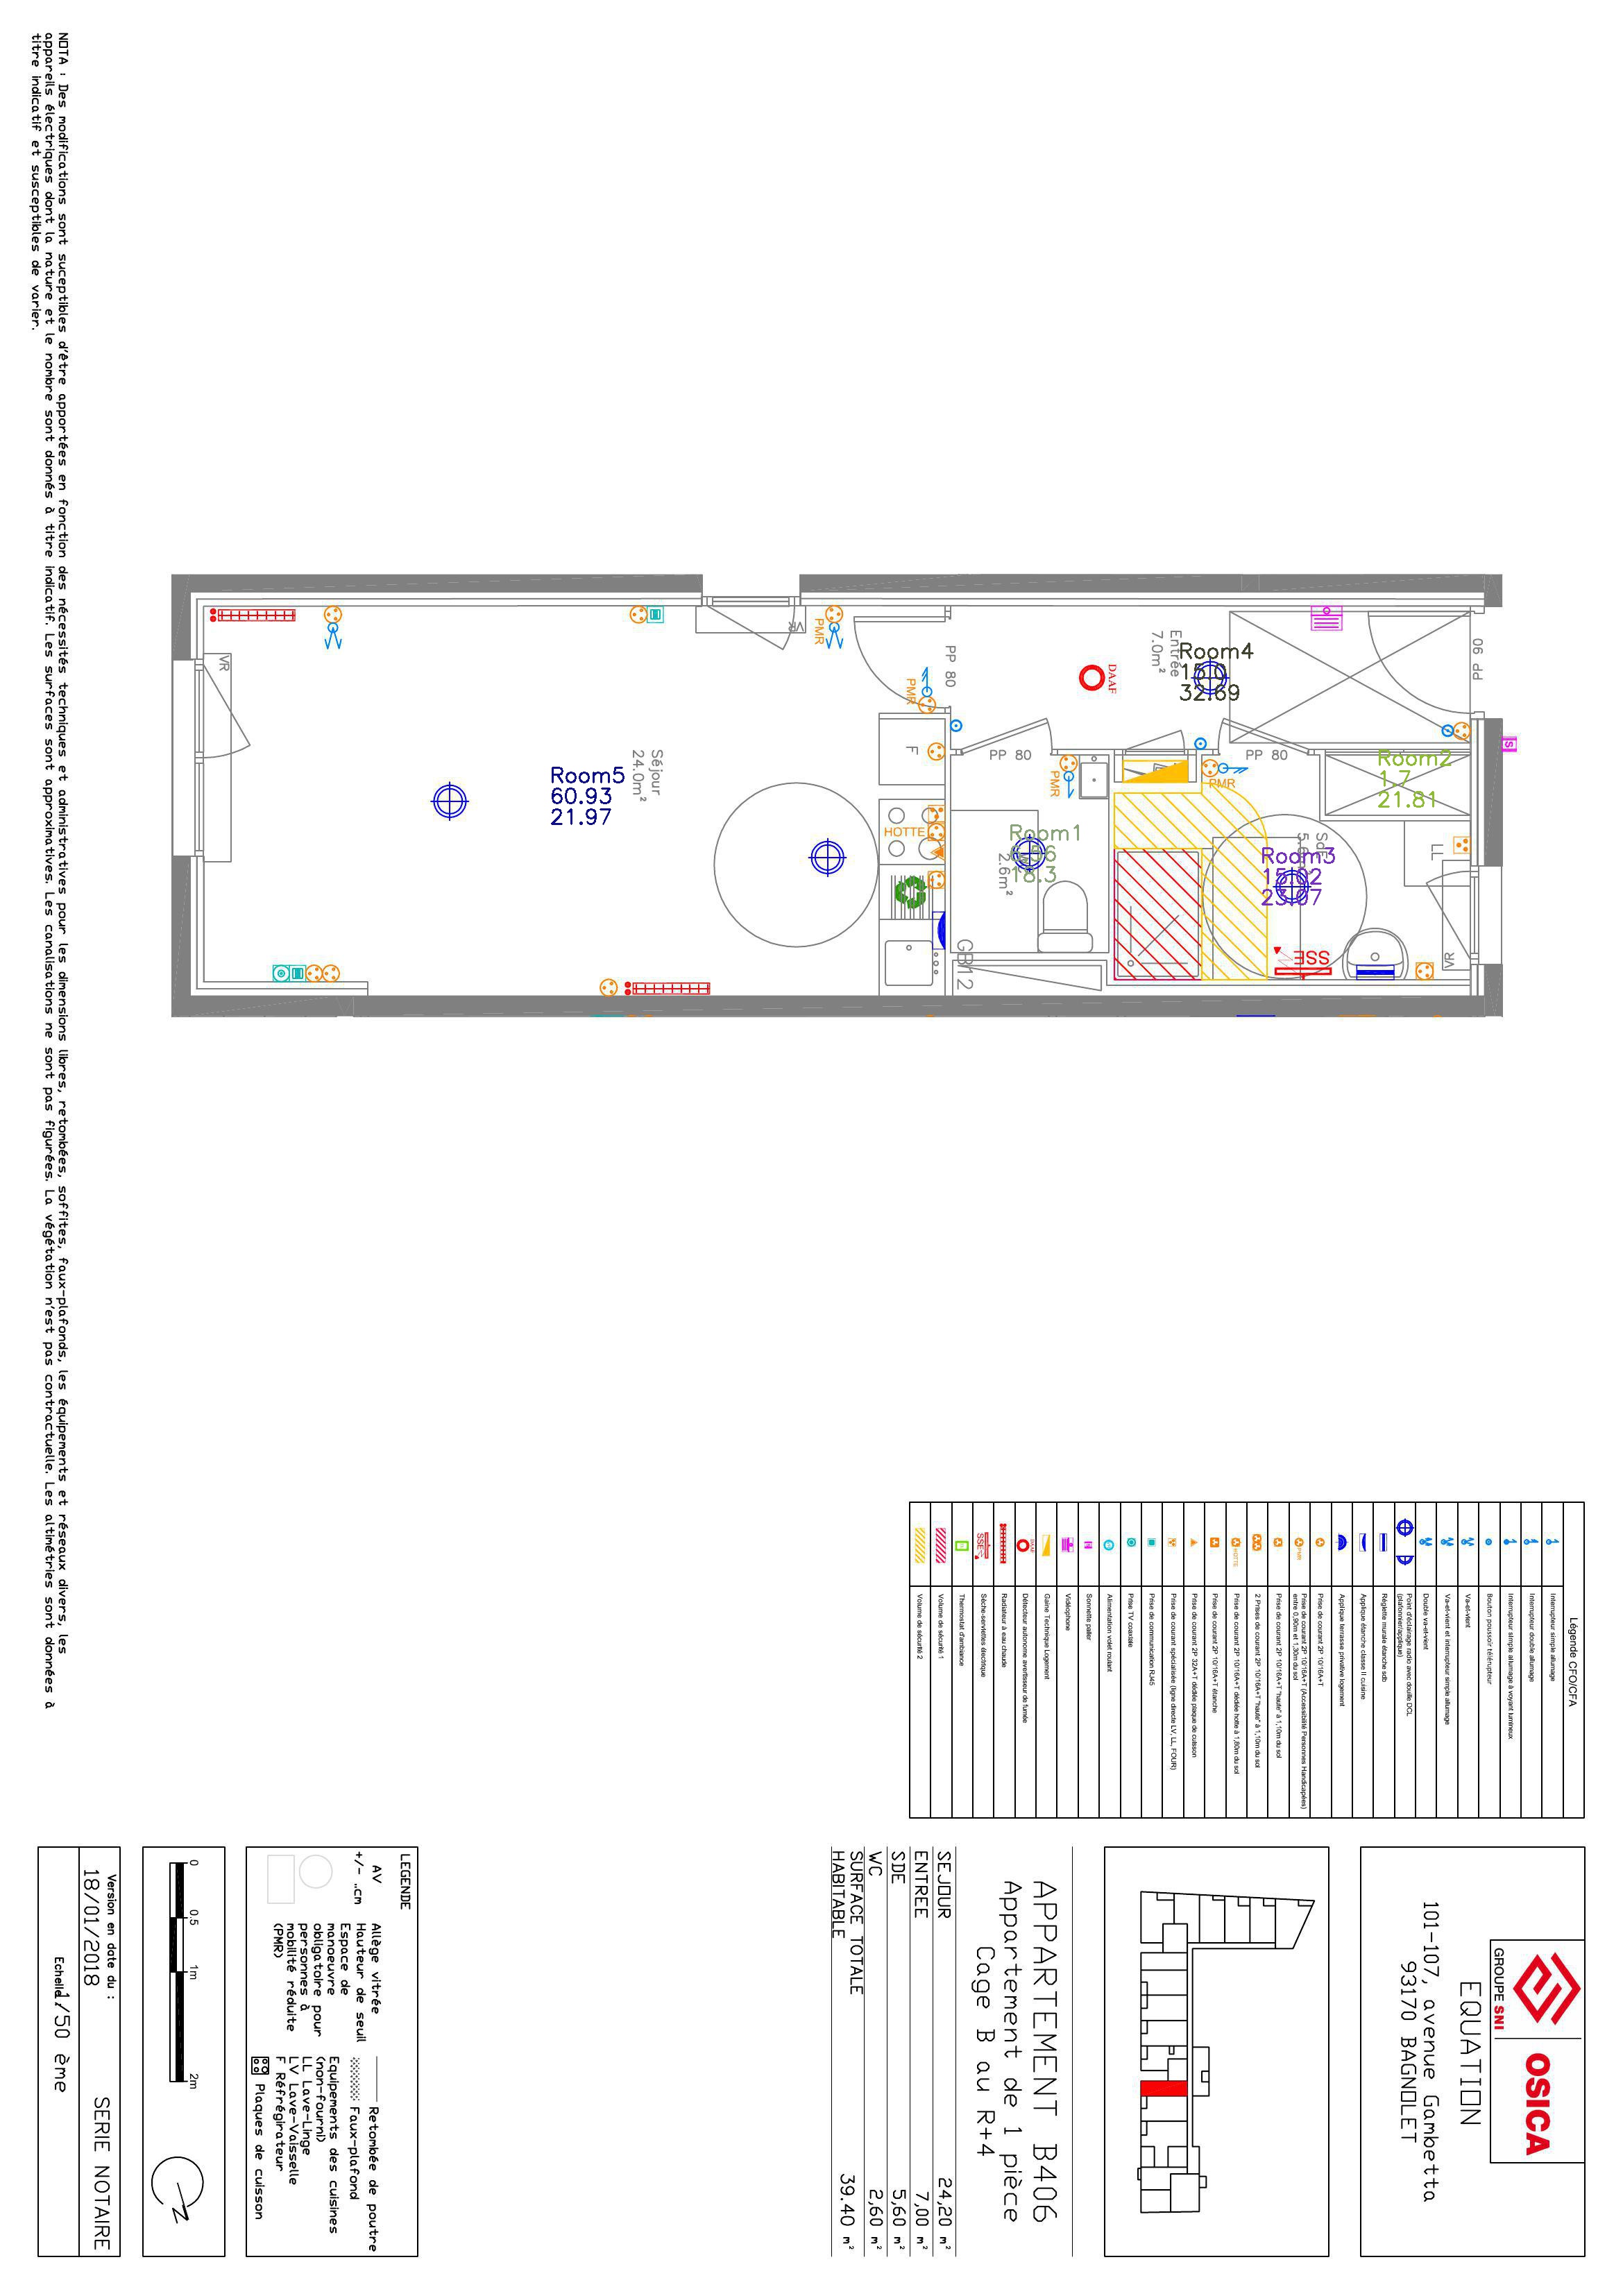 NOTA : Des modifications sont suceptibles d'être apportées en fonction des nécessités techniques et administratives pour les dimensions libres, retombées, soffites, faux-plafonds, les équipements et réseaux divers, les
appareils électriques dont la nature et le nombre sont donnés à titre indicatif. Les surfaces sont approximatives. Les canalisations ne sont pas figurées. La végétation n'est pas contractuelle. Les altimétries sont données à
titre indicatif et susceptibles de varier.
VR
VR
PMR
PMR
PP 80
Séjour
24.0m²
Room5
60.93
21.97
F
HOTTE
DAAF
Entrée
7.0m²
Room4
15.0
32.69
PP 90
S
PP 80
PP 80
PMR
PMR
Room2
1.7
21.81
Room1
18.3
2.6m²
SdE
Room3
15.02
23.07
LL
VR
SSE
GB12
Légende CFO/CFA
Interrupteur simple allumage
Interrupteur double allumage
Interrupteur simple allumage à voyant lumineux
Bouton poussoir télérupteur
Va-et-vient
Va-et-vient et interrupteur simple allumage
Double va-et-vient
Point d'éclairage radio avec douille DCL
(plafonnier/applique)
Réglette murale étanche sdb
Applique étanche classe II cuisine
Applique terrasse privative logement
Prise de courant 2P 10/16A+T
PMR
Prise de courant 2P 10/16A+T (Accessibilité Personnes Handicapées)
entre 0,90m et 1,30m du sol
Prise de courant 2P 10/16A+T "haute" à 1,10m du sol
2 Prises de courant 2P 10/16A+T "haute" à 1,10m du sol
HOTTE
Prise de courant 2P 10/16A+T dédiée hotte à 1,80m du sol
Prise de courant 2P 10/16A+T étanche
Prise de courant 2P 32A+T dédiée plaque de cuisson
Prise de courant spécialisée (ligne directe LV, LL, FOUR)
Prise de communication RJ45
Prise TV coaxiale
Alimentation volet roulant
Sonnette palier
Vidéophone
Gaine Technique Logement
DAAF
Détecteur autonome avertisseur de fumée
Radiateur à eau chaude
SSE
Sèche-serviettes électrique
Thermostat d'ambiance
Volume de sécurité 1
Volume de sécurité 2
GROUPE SNI
OSICA
EQUATION
101-107, avenue Gambetta
93170 BAGNOLET
APPARTEMENT B406
Appartement de 1 pièce
Cage B au R+4
SEJOUR 24,20 m²
ENTREE 7,00 m²
SDE 5,60 m²
WC 2,60 m²
SURFACE TOTALE
HABITABLE 39.40 m²
LEGENDE
AV Allège vitrée
+/- ..cm Hauteur de seuil
Espace de
manoeuvre
obligatoire pour
personnes à
mobilité réduite
(PMR)
Retombée de poutre
Faux-plafond
Equipements des cuisines
(non-fourni)
LL Lave-Linge
LV Lave-Vaisselle
F Réfrégirateur
Plaques de cuisson
0 0.5 1m 2m
N
Version en date du :
18/01/2018
SERIE NOTAIRE
Echelle 1/50 ème